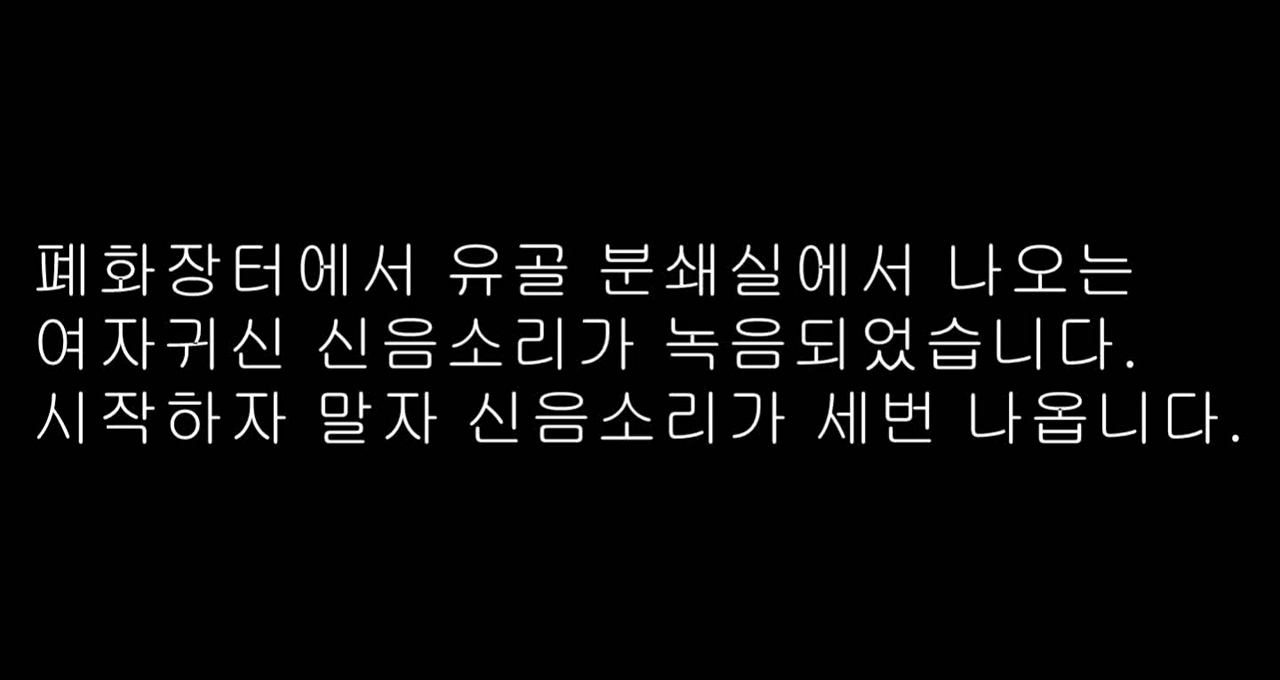 폐화장터에서 유골 분쇄실에서 나오는
여자귀신 신음소리가 녹음되었습니다.
시작하자 말자 신음소리가 세번 나옵니다.